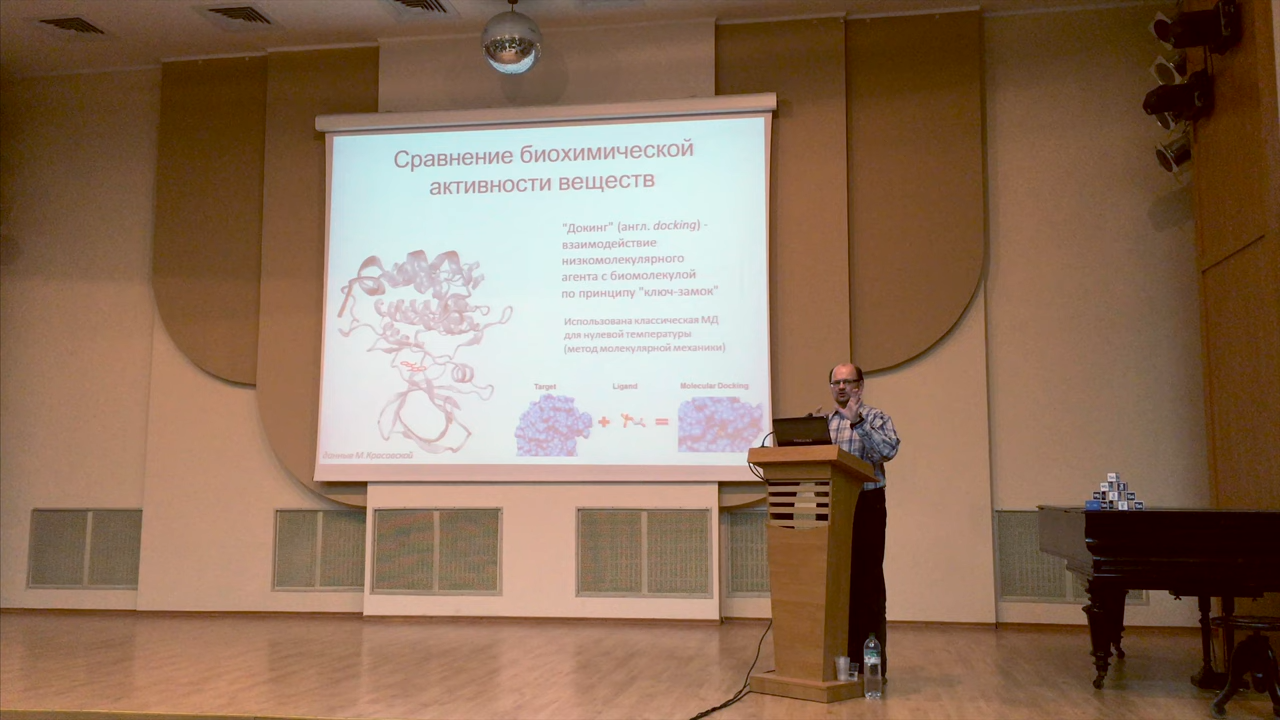 Сравнение биохимической
активности веществ
"Докинг" (англ. docking) -
взаимодействие
низкомолекулярного
агента с биомолекулой
по принципу "ключ-замок"
Использована классическая МД
для нулевой температуры
(метод молекулярной механики)
Target
Ligand
Molecular Docking
данные М.Красавской